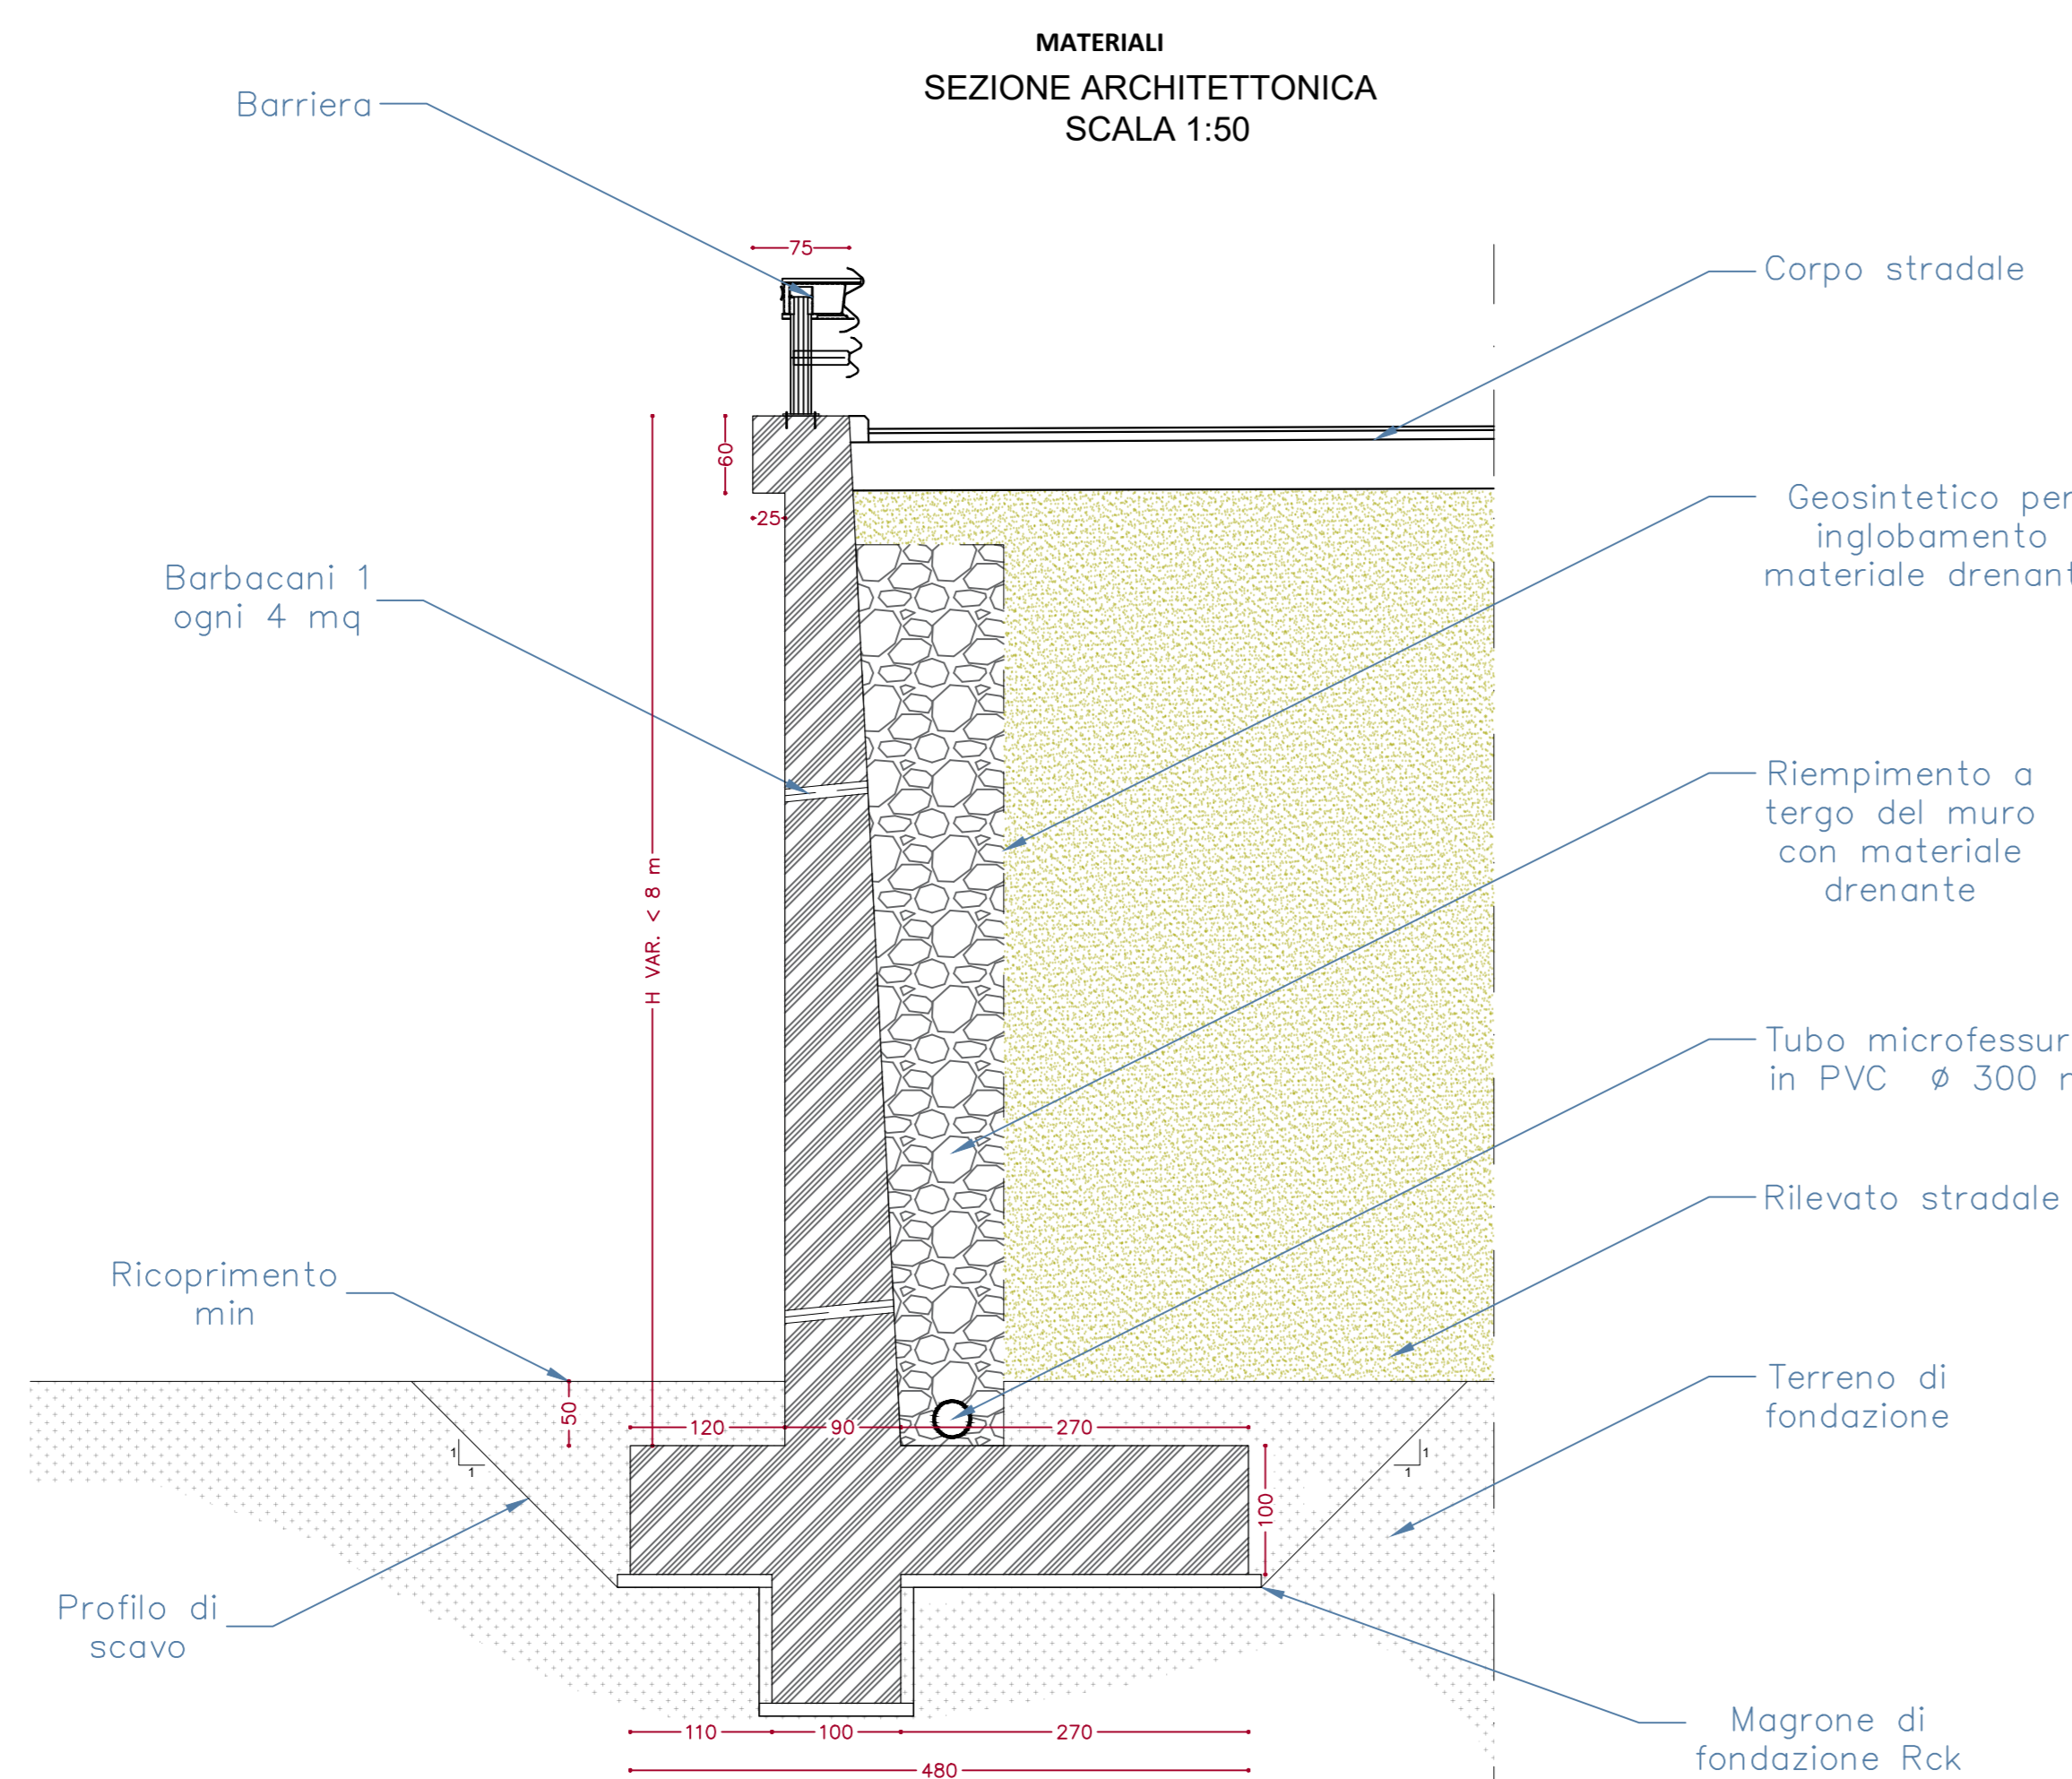 MATERIALI
SEZIONE ARCHITETTONICA
SCALA 1:50
Barriera
75
Corpo stradale
60
25
Geosintetico per
inglobamento
materiale drenant
Barbacani 1
ogni 4 mq
H VAR. < 8 m
Riempimento a
tergo del muro
con materiale
drenante
Tubo microfessur
in PVC ø 300
Rilevato stradale
Ricoprimento
min
50
120
90
270
Terreno di
fondazione
1
1
1
1
100
Profilo di
scavo
110
100
270
480
Magrone di
fondazione Rck